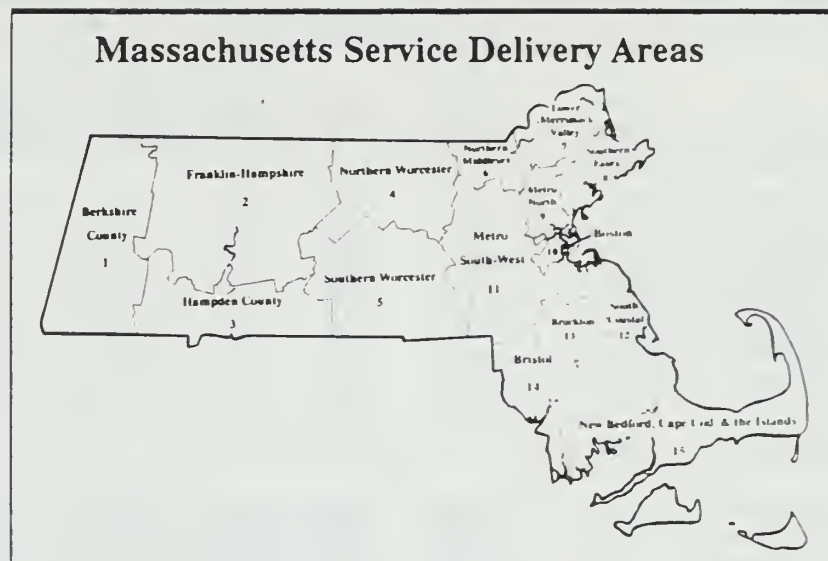 Massachusetts Service Delivery Areas
Lower
Merrimack
Valley
7
Northern
Middlesex
6
Southern
Essex
8
Franklin-Hampshire
2
Northern Worcester
4
Metro
North
9
Berkshire
County
1
Metro
South-West
11
Boston
10
Southern Worcester
5
Hampden County
3
Brockton
13
South
Coastal
12
Bristol
14
New Bedford, Cape Cod & the Islands
15